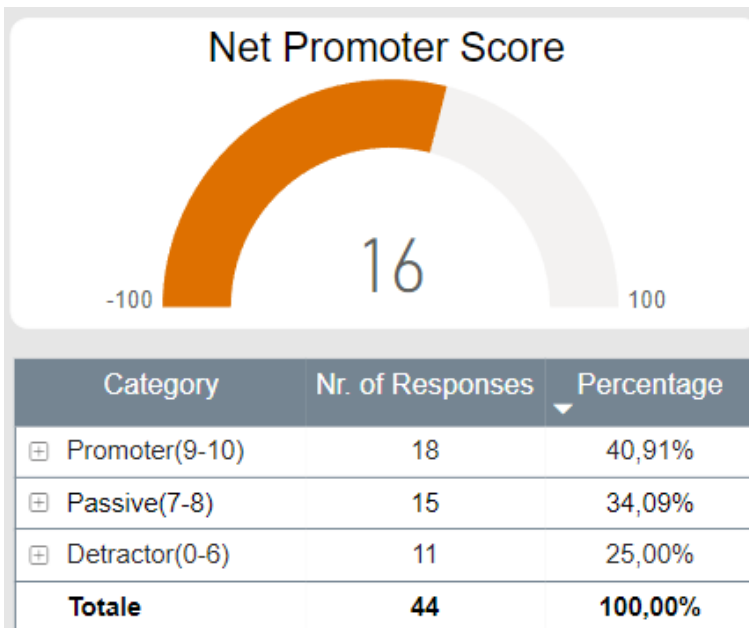 Net Promoter Score
16
-100
100
Category Nr. of Responses Percentage
Promoter(9-10) 18 40,91%
Passive(7-8) 15 34,09%
Detractor(0-6) 11 25,00%
Totale 44 100,00%